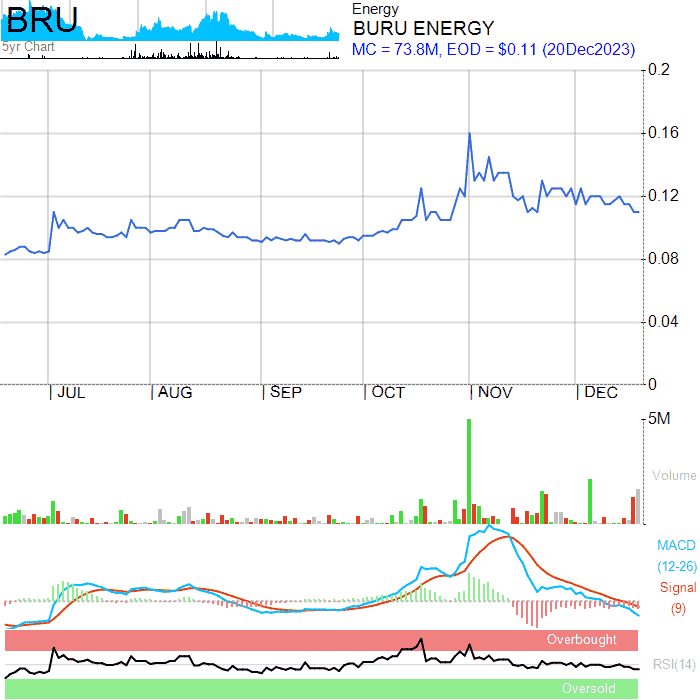 BRU
5yr Chart
Energy
BURU ENERGY
MC = 73.8M, EOD = $0.11 (20Dec2023)
0.2
0.16
0.12
0.08
0.04
0
JUL AUG SEP OCT NOV DEC
5M
Volume
MACD
(12-26)
Signal
(9)
Overbought
RSI(14)
Oversold